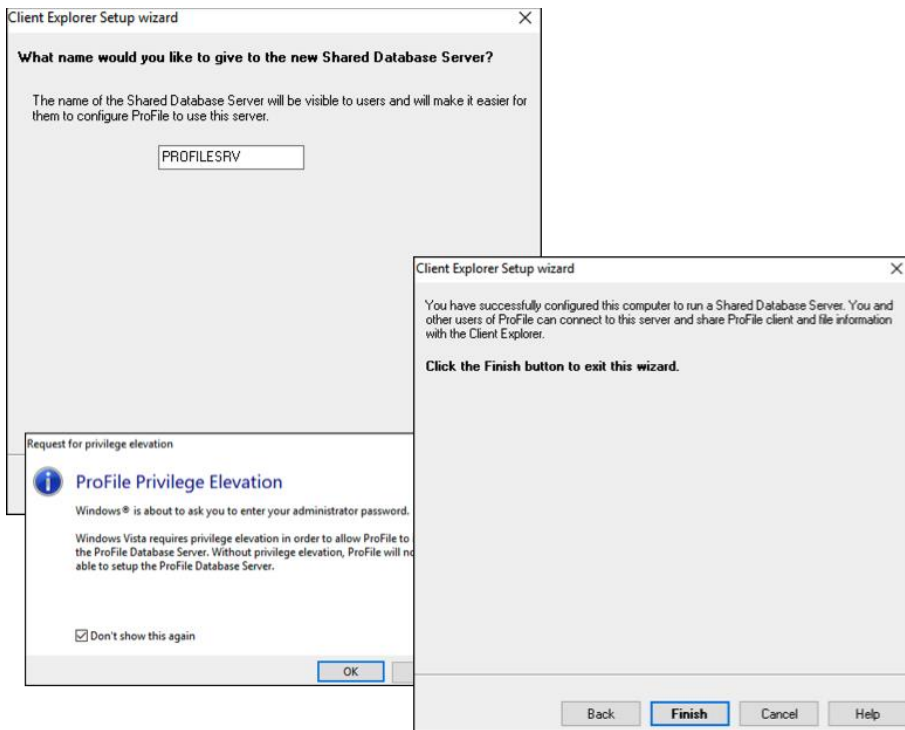 Client Explorer Setup wizard
What name would you like to give to the new Shared Database Server?
The name of the Shared Database Server will be visible to users and will make it easier for
them to configure ProFile to use this server.
PROFILESRV
Request for privilege elevation
ProFile Privilege Elevation
Windows® is about to ask you to enter your administrator password.
Windows Vista requires privilege elevation in order to allow ProFile to
the ProFile Database Server. Without privilege elevation, ProFile will
able to setup the ProFile Database Server.
Don't show this again
OK
Client Explorer Setup wizard
You have successfully configured this computer to run a Shared Database Server. You and
other users of ProFile can connect to this server and share ProFile client and file information
with the Client Explorer.
Click the Finish button to exit this wizard.
Back Finish Cancel Help